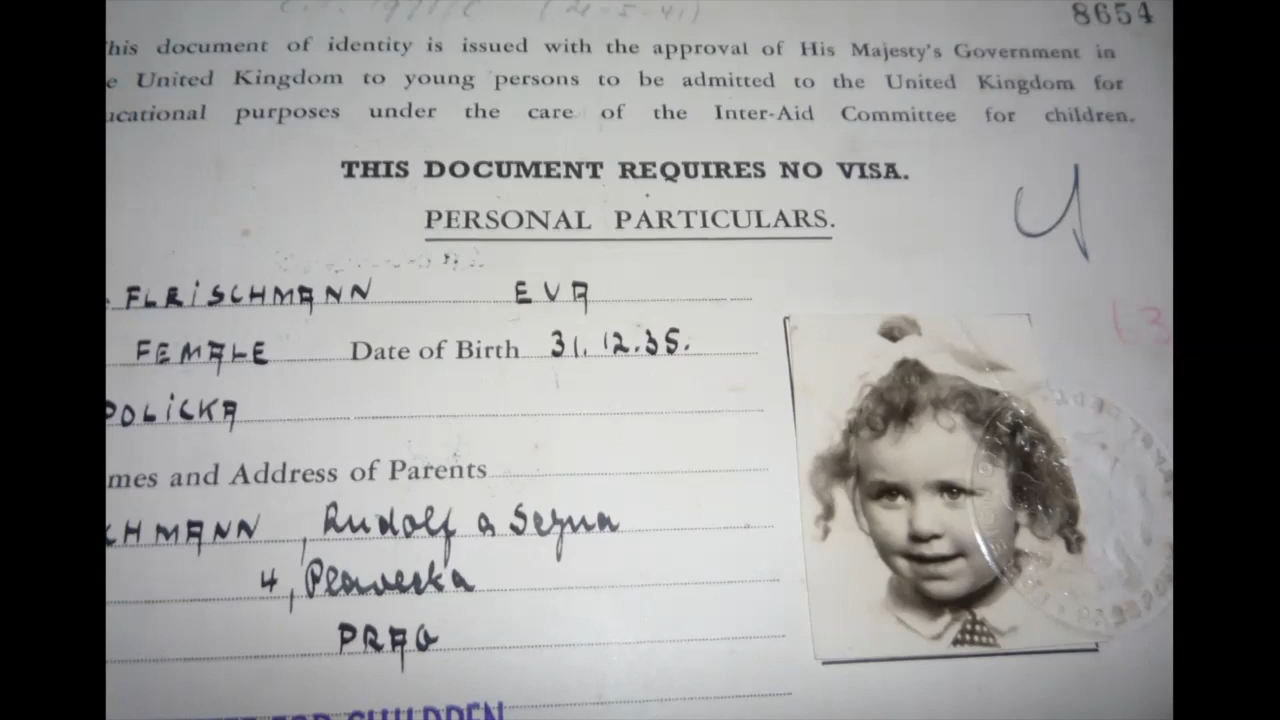 8654
his document of identity is issued with the approval of His Majesty's Government in
e United Kingdom to young persons to be admitted to the United Kingdom for
ucational purposes under the care of the Inter-Aid Committee for children.
THIS DOCUMENT REQUIRES NO VISA.
PERSONAL PARTICULARS.
FLEISCHMANN EVA
FEMALE Date of Birth 31.12.35.
POLICKA
mes and Address of Parents
CHMANN, Rudolf a
4, Plavecka
PRAG
FOR CHILDREN